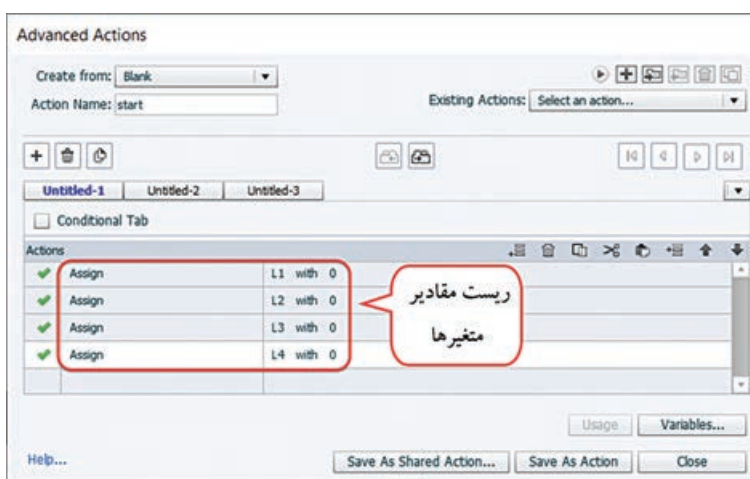 Advanced Actions
Create from: Blank
Action Name: start
Existing Actions: Select an action...
Untitled-1 Untitled-2 Untitled-3
Conditional Tab
Actions
Assign L1 with 0
Assign L2 with 0
Assign L3 with 0
Assign L4 with 0
ریست مقادیر
متغیرها
Usage Variables...
Help... Save As Shared Action... Save As Action Close